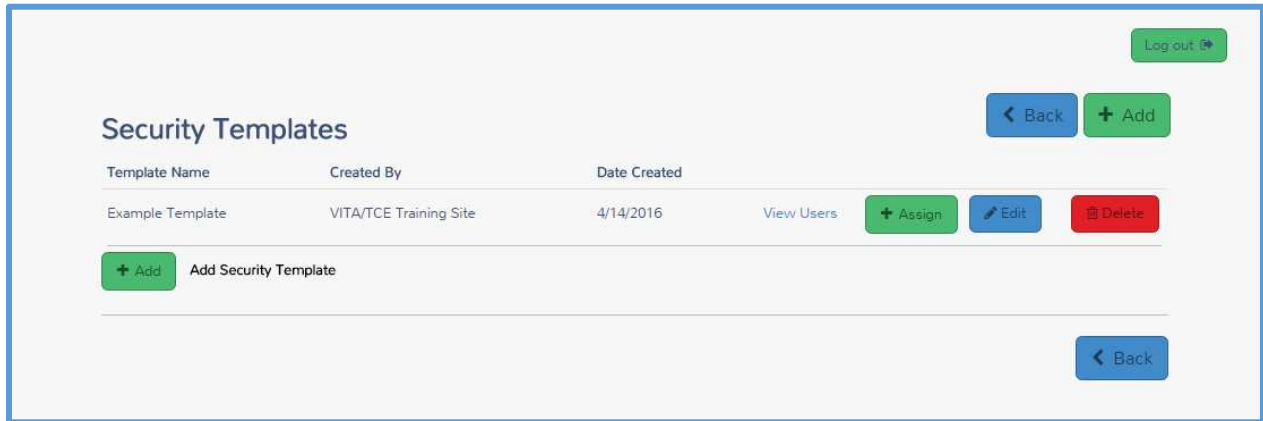 Log out
Security Templates
Back
Add
Template Name Created By Date Created
Example Template VITA/TCE Training Site 4/14/2016 View Users Assign Edit Delete
Add Add Security Template
Back